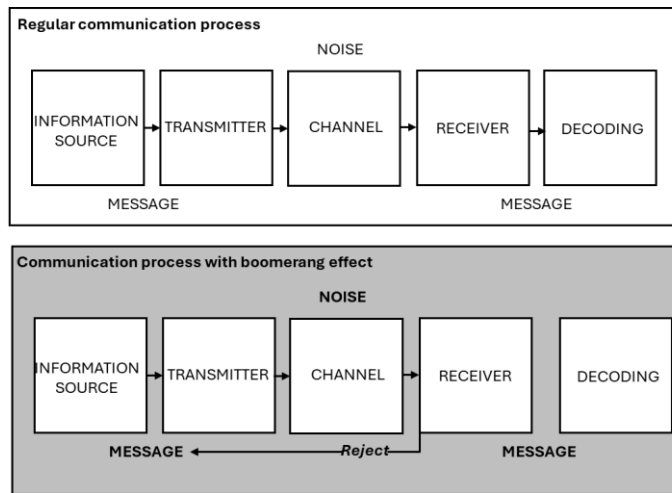 Regular communication process
NOISE
INFORMATION
SOURCE
TRANSMITTER
CHANNEL
RECEIVER
DECODING
MESSAGE
MESSAGE
Communication process with boomerang effect
NOISE
INFORMATION
SOURCE
TRANSMITTER
CHANNEL
RECEIVER
DECODING
MESSAGE
Reject
MESSAGE